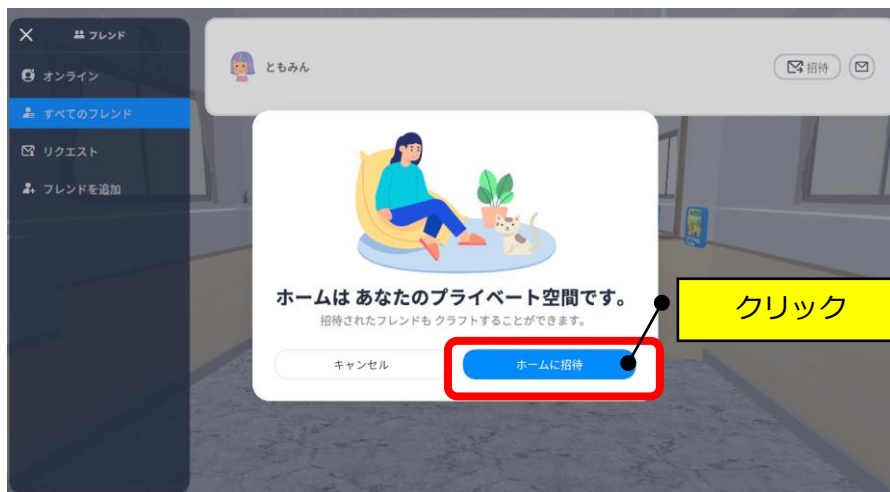 フレンド
オンライン
すべてのフレンド
リクエスト
フレンドを追加
ともみん
招待
ホームは あなたのプライベート空間です。
招待されたフレンドも クラフトすることができます。
キャンセル
ホームに招待
クリック